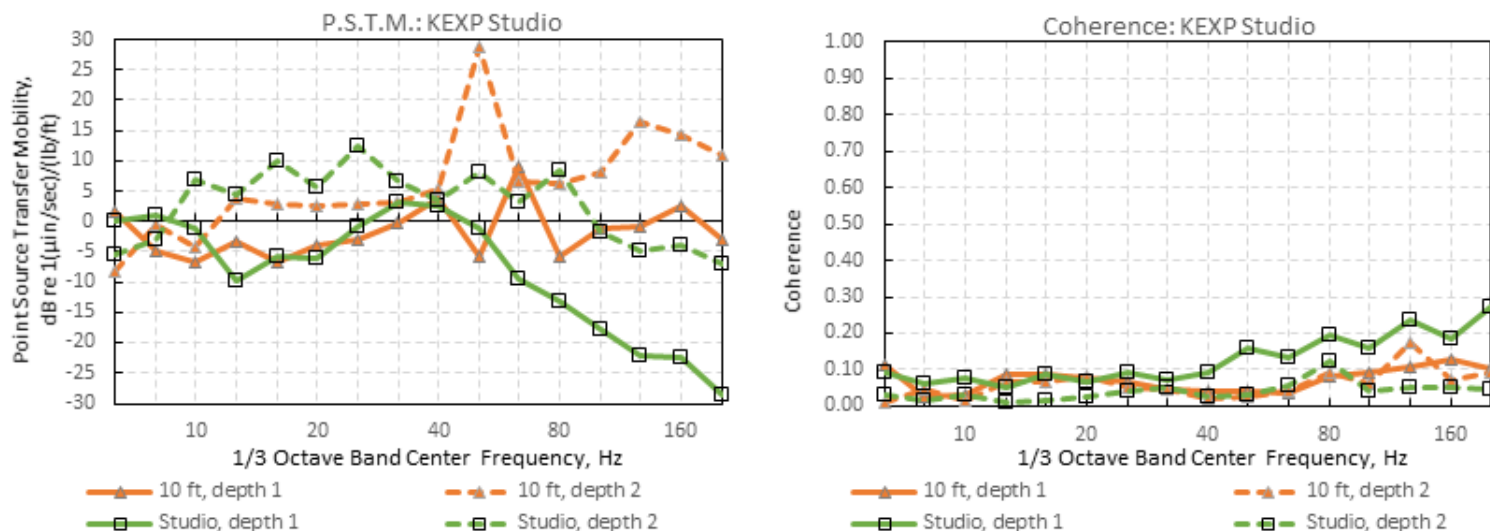 P.S.T.M.: KEXP Studio
Point Source Transfer Mobility,
dB re 1(µin/sec)/(lb/ft)
30
25
20
15
10
5
0
-5
-10
-15
-20
-25
-30
10 20 40 80 160
1/3 Octave Band Center Frequency, Hz
10 ft, depth 1 10 ft, depth 2
Studio, depth 1 Studio, depth 2
Coherence: KEXP Studio
Coherence
1.00
0.90
0.80
0.70
0.60
0.50
0.40
0.30
0.20
0.10
0.00
10 20 40 80 160
1/3 Octave Band Center Frequency, Hz
10 ft, depth 1 10 ft, depth 2
Studio, depth 1 Studio, depth 2